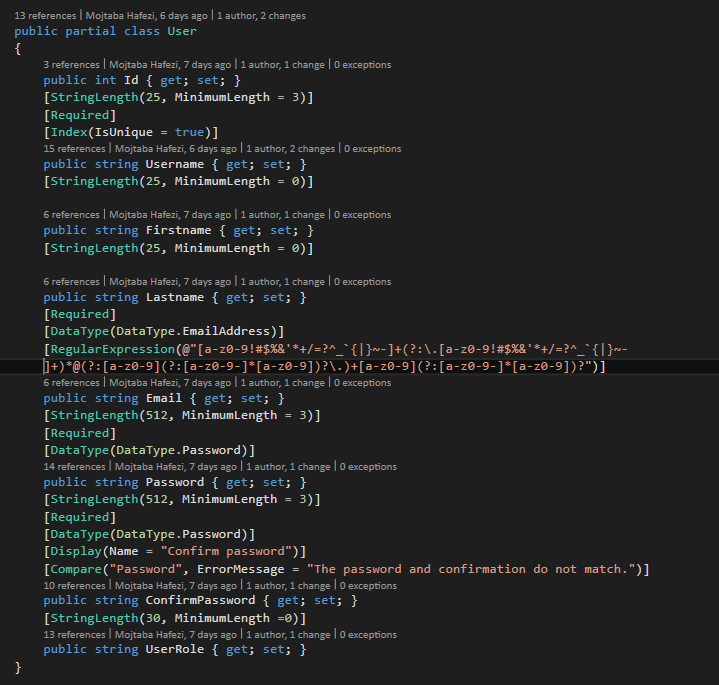 13 references | Mojtaba Hafezi, 6 days ago | 1 author, 2 changes
public partial class User
{
3 references | Mojtaba Hafezi, 7 days ago | 1 author, 1 change | 0 exceptions
public int Id { get; set; }
[StringLength(25, MinimumLength = 3)]
[Required]
[Index(IsUnique = true)]
15 references | Mojtaba Hafezi, 6 days ago | 1 author, 2 changes | 0 exceptions
public string Username { get; set; }
[StringLength(25, MinimumLength = 0)]
6 references | Mojtaba Hafezi, 7 days ago | 1 author, 1 change | 0 exceptions
public string Firstname { get; set; }
[StringLength(25, MinimumLength = 0)]
6 references | Mojtaba Hafezi, 7 days ago | 1 author, 1 change | 0 exceptions
public string Lastname { get; set; }
[Required]
[DataType(DataType.EmailAddress)]
[RegularExpression(@"[a-z0-9!#$%&'*+/=?^_`{|}~-]+(?:\.[a-z0-9!#$%&'*+/=?^_`{|}~-
]+)*@(?:[a-z0-9](?:[a-z0-9-]*[a-z0-9])?\.)+[a-z0-9](?:[a-z0-9-]*[a-z0-9])?")]
6 references | Mojtaba Hafezi, 7 days ago | 1 author, 1 change | 0 exceptions
public string Email { get; set; }
[StringLength(512, MinimumLength = 3)]
[Required]
[DataType(DataType.Password)]
14 references | Mojtaba Hafezi, 7 days ago | 1 author, 1 change | 0 exceptions
public string Password { get; set; }
[StringLength(512, MinimumLength = 3)]
[Required]
[DataType(DataType.Password)]
[Display(Name = "Confirm password")]
[Compare("Password", ErrorMessage = "The password and confirmation do not match.")]
10 references | Mojtaba Hafezi, 7 days ago | 1 author, 1 change | 0 exceptions
public string ConfirmPassword { get; set; }
[StringLength(30, MinimumLength =0)]
13 references | Mojtaba Hafezi, 7 days ago | 1 author, 1 change | 0 exceptions
public string UserRole { get; set; }
}